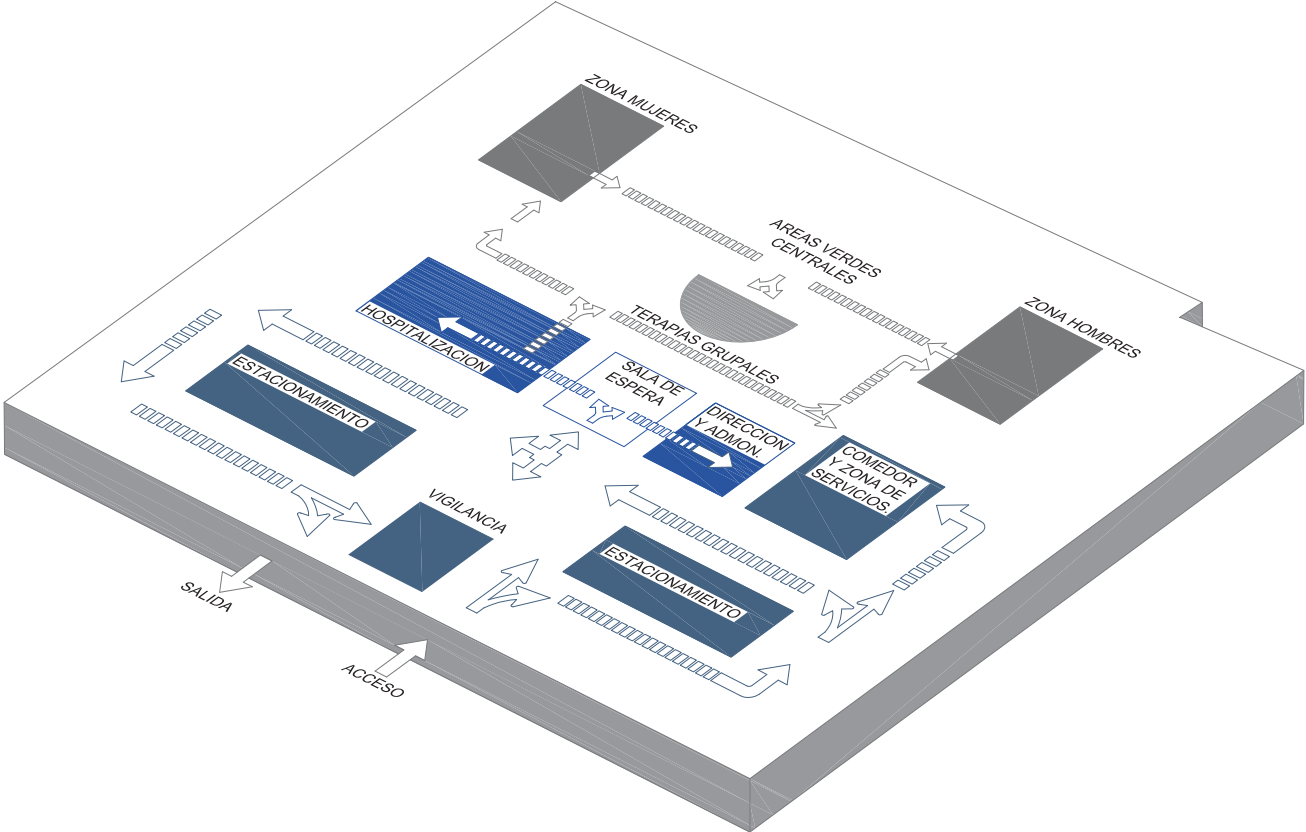 ZONA MUJERES
AREAS VERDES
CENTRALES
ZONA HOMBRES
TERAPIAS GRUPALES
HOSPITALIZACION
SALA DE
ESPERA
ESTACIONAMIENTO
DIRECCION
Y ADMON.
COMEDOR
Y ZONA DE
SERVICIOS.
VIGILANCIA
ESTACIONAMIENTO
SALIDA
ACCESO